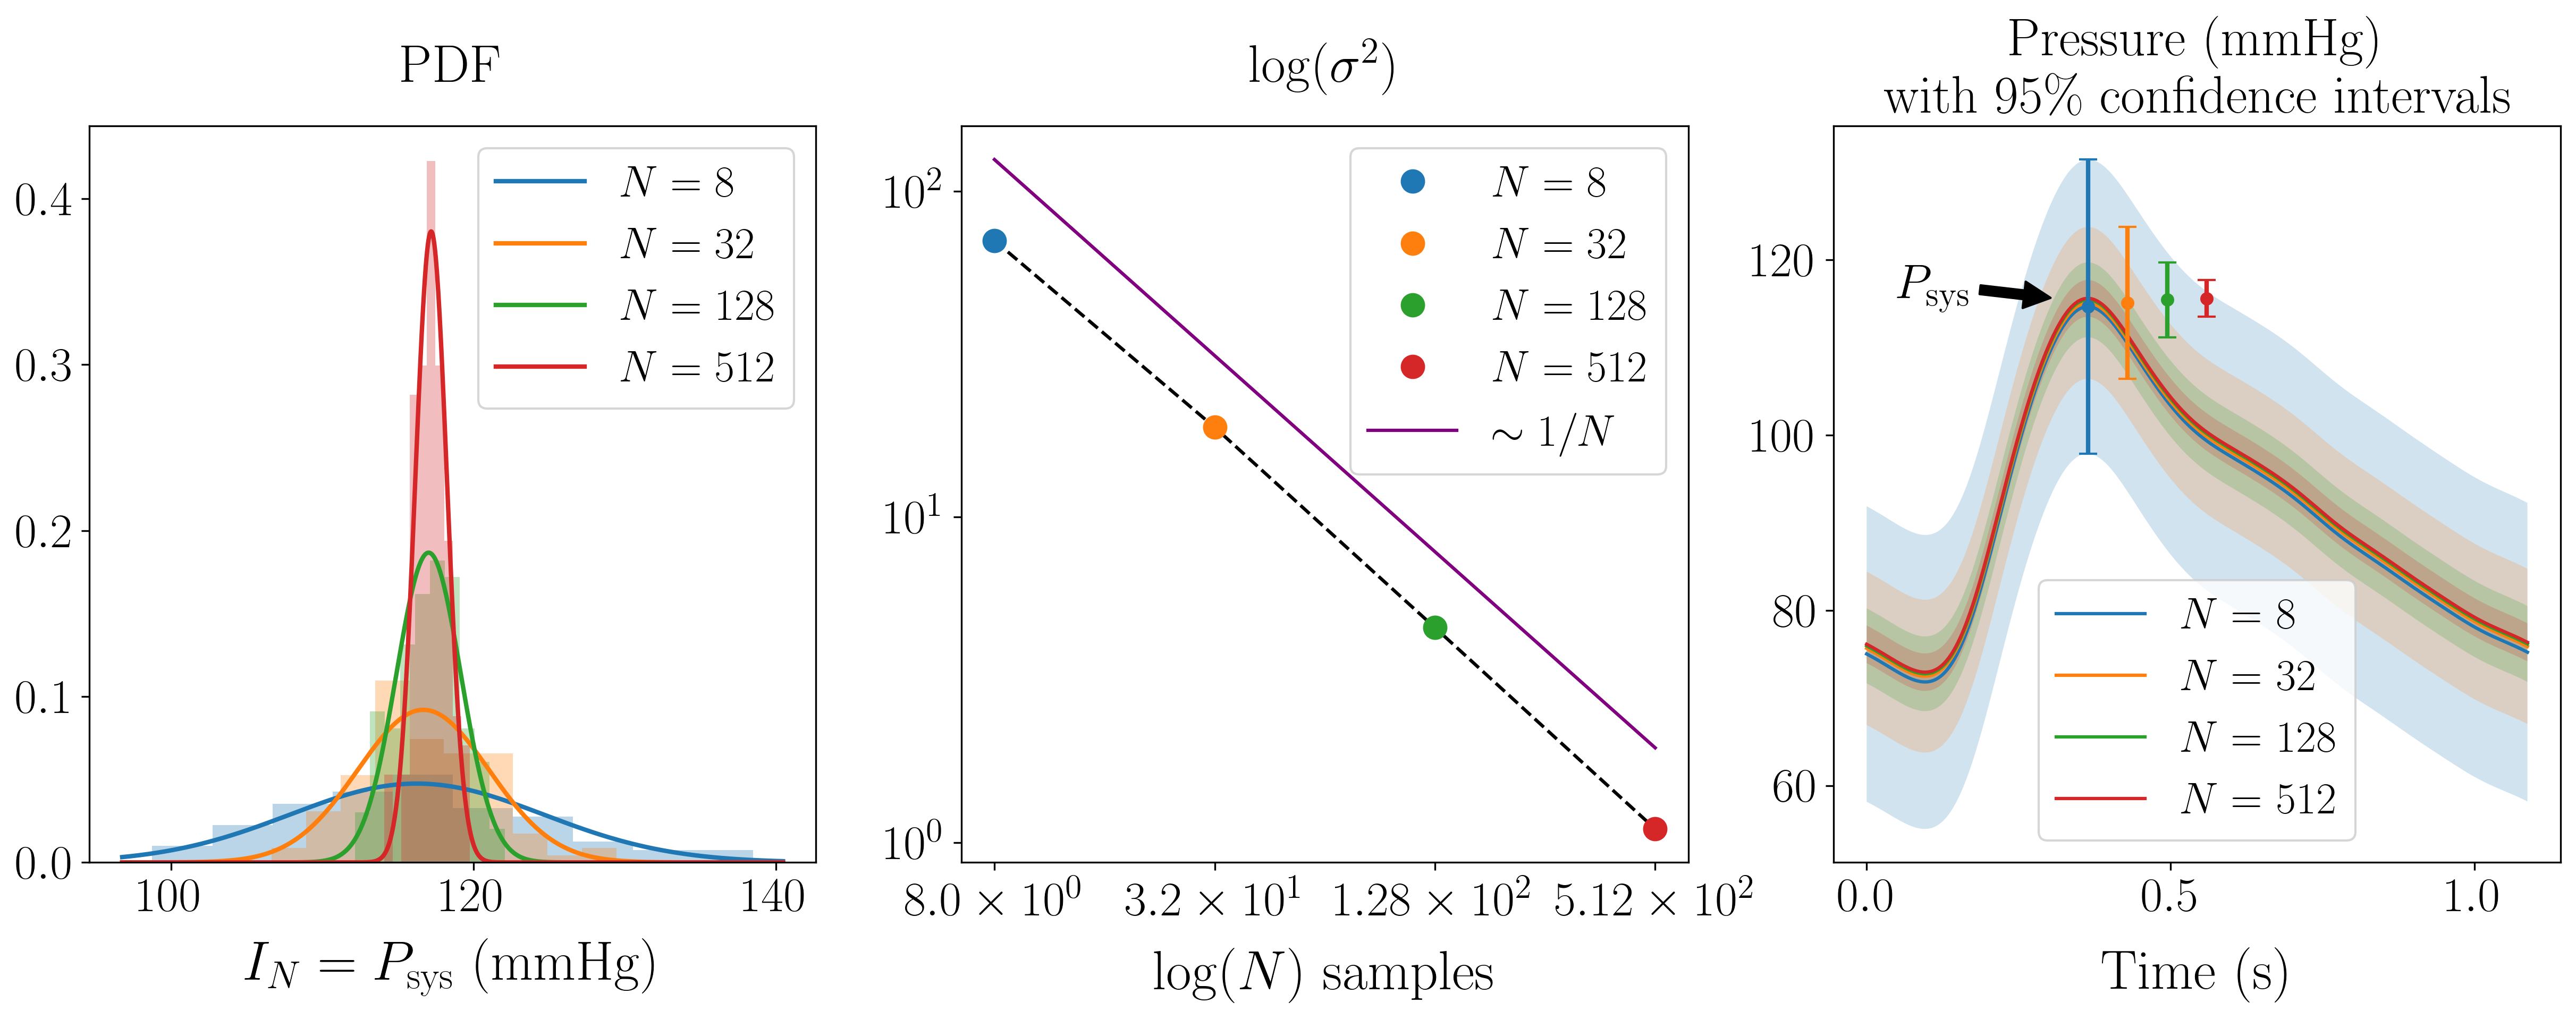 PDF
0.4
0.3
0.2
0.1
0.0
100 120 140
I_N = P_sys (mmHg)
N = 8
N = 32
N = 128
N = 512
log(σ²)
10²
10¹
10⁰
8.0 × 10⁰ 3.2 × 10¹ 1.28 × 10² 5.12 × 10²
log(N) samples
N = 8
N = 32
N = 128
N = 512
∼ 1/N
Pressure (mmHg)
with 95% confidence intervals
120
100
80
60
0.0 0.5 1.0
Time (s)
P_sys
N = 8
N = 32
N = 128
N = 512